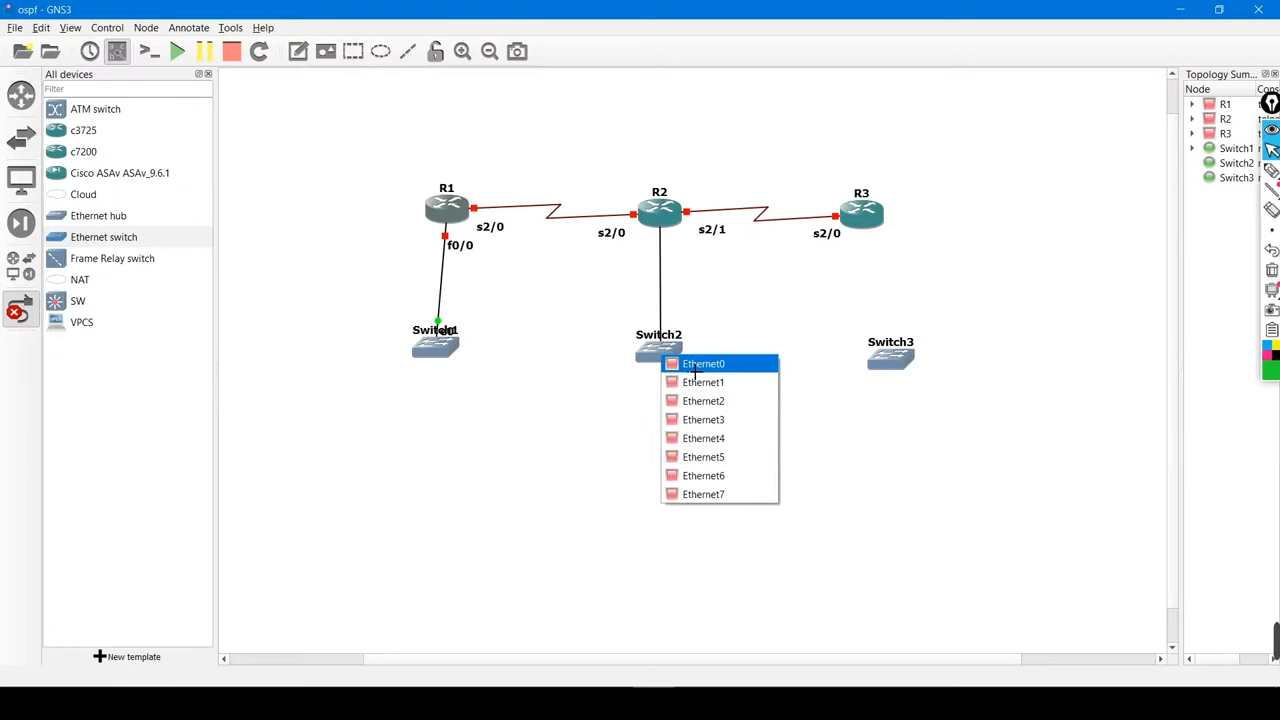 ospf - GNS3
File Edit View Control Node Annotate Tools Help
All devices
Filter
ATM switch
c3725
c7200
Cisco ASAv ASAv_9.6.1
Cloud
Ethernet hub
Ethernet switch
Frame Relay switch
NAT
SW
VPCS
New template
R1
R2
R3
s2/0
s2/0
s2/1
s2/0
f0/0
Switch1
Switch2
Switch3
Ethernet0
Ethernet1
Ethernet2
Ethernet3
Ethernet4
Ethernet5
Ethernet6
Ethernet7
Topology Sum...
Node
R1
R2
R3
Switch1
Switch2
Switch3